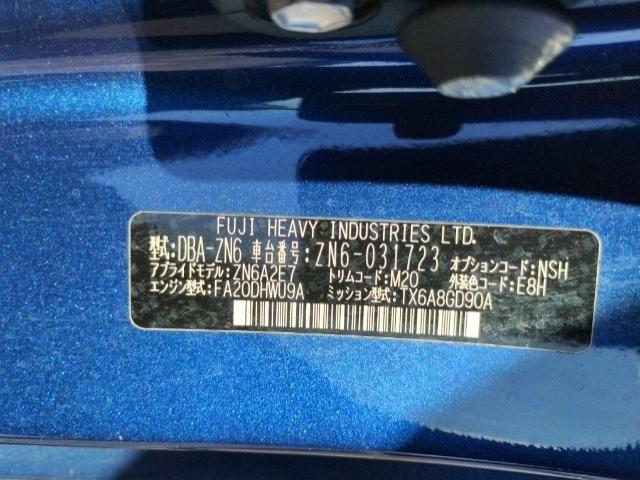 FUJI HEAVY INDUSTRIES LTD.
型式:DBA-ZN6 車台番号:ZN6-031723 オプションコード:NSH
アプライドモデル:ZN6A2E7 トリムコード:M20 外装色コード:E8H
エンジン型式:FA20DHWU9A ミッション型式:TX6A8GD90A